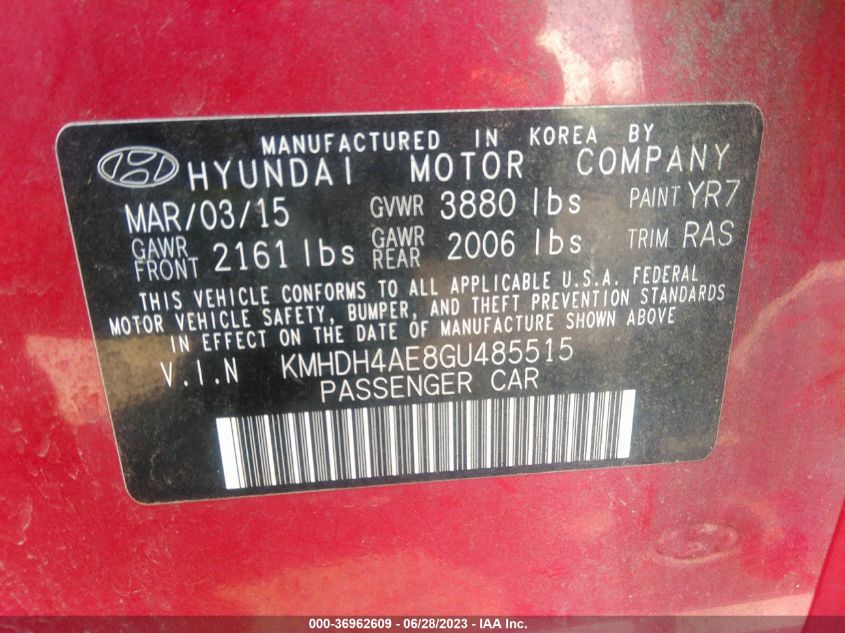 MANUFACTURED IN KOREA BY
HYUNDAI MOTOR COMPANY
MAR/03/15 GVWR 3880 lbs PAINT YR7
GAWR FRONT 2161 lbs GAWR REAR 2006 lbs TRIM RAS
THIS VEHICLE CONFORMS TO ALL APPLICABLE U.S.A. FEDERAL
MOTOR VEHICLE SAFETY, BUMPER, AND THEFT PREVENTION STANDARDS
IN EFFECT ON THE DATE OF MANUFACTURE SHOWN ABOVE
V.I.N KMHDH4AE8GU485515
PASSENGER CAR
000-36962609 - 06/28/2023 - IAA Inc.